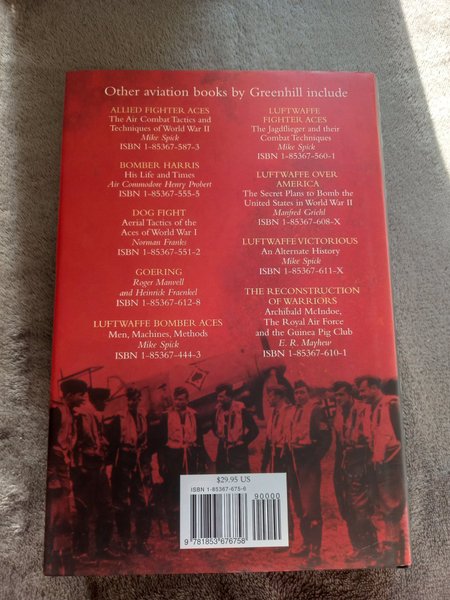 Other aviation books by Greenhill include
ALLIED FIGHTER ACES
The Air Combat Tactics and
Techniques of World War II
Mike Spick
ISBN 1-85367-587-3
BOMBER HARRIS
His Life and Times
Air Commodore Henry Probert
ISBN 1-85367-555-5
DOG FIGHT
Aerial Tactics of the
Aces of World War I
Norman Franks
ISBN 1-85367-551-2
GOERING
Roger Manvell
and Heinrich Fraenkel
ISBN 1-85367-612-8
LUFTWAFFE BOMBER ACES
Men, Machines, Methods
Mike Spick
ISBN 1-85367-444-3
LUFTWAFFE
FIGHTER ACES
The Jagdflieger and their
Combat Techniques
Mike Spick
ISBN 1-85367-560-1
LUFTWAFFE OVER
AMERICA
The Secret Plans to Bomb the
United States in World War II
Manfred Griehl
ISBN 1-85367-608-X
LUFTWAFFE VICTORIOUS
An Alternate History
Mike Spick
ISBN 1-85367-611-X
THE RECONSTRUCTION
OF WARRIORS
Archibald McIndoe,
The Royal Air Force
and the Guinea Pig Club
E. R. Mayhew
ISBN 1-85367-610-1
$29.95 US
ISBN 1-85367-675-6
90000
9 781853 676758